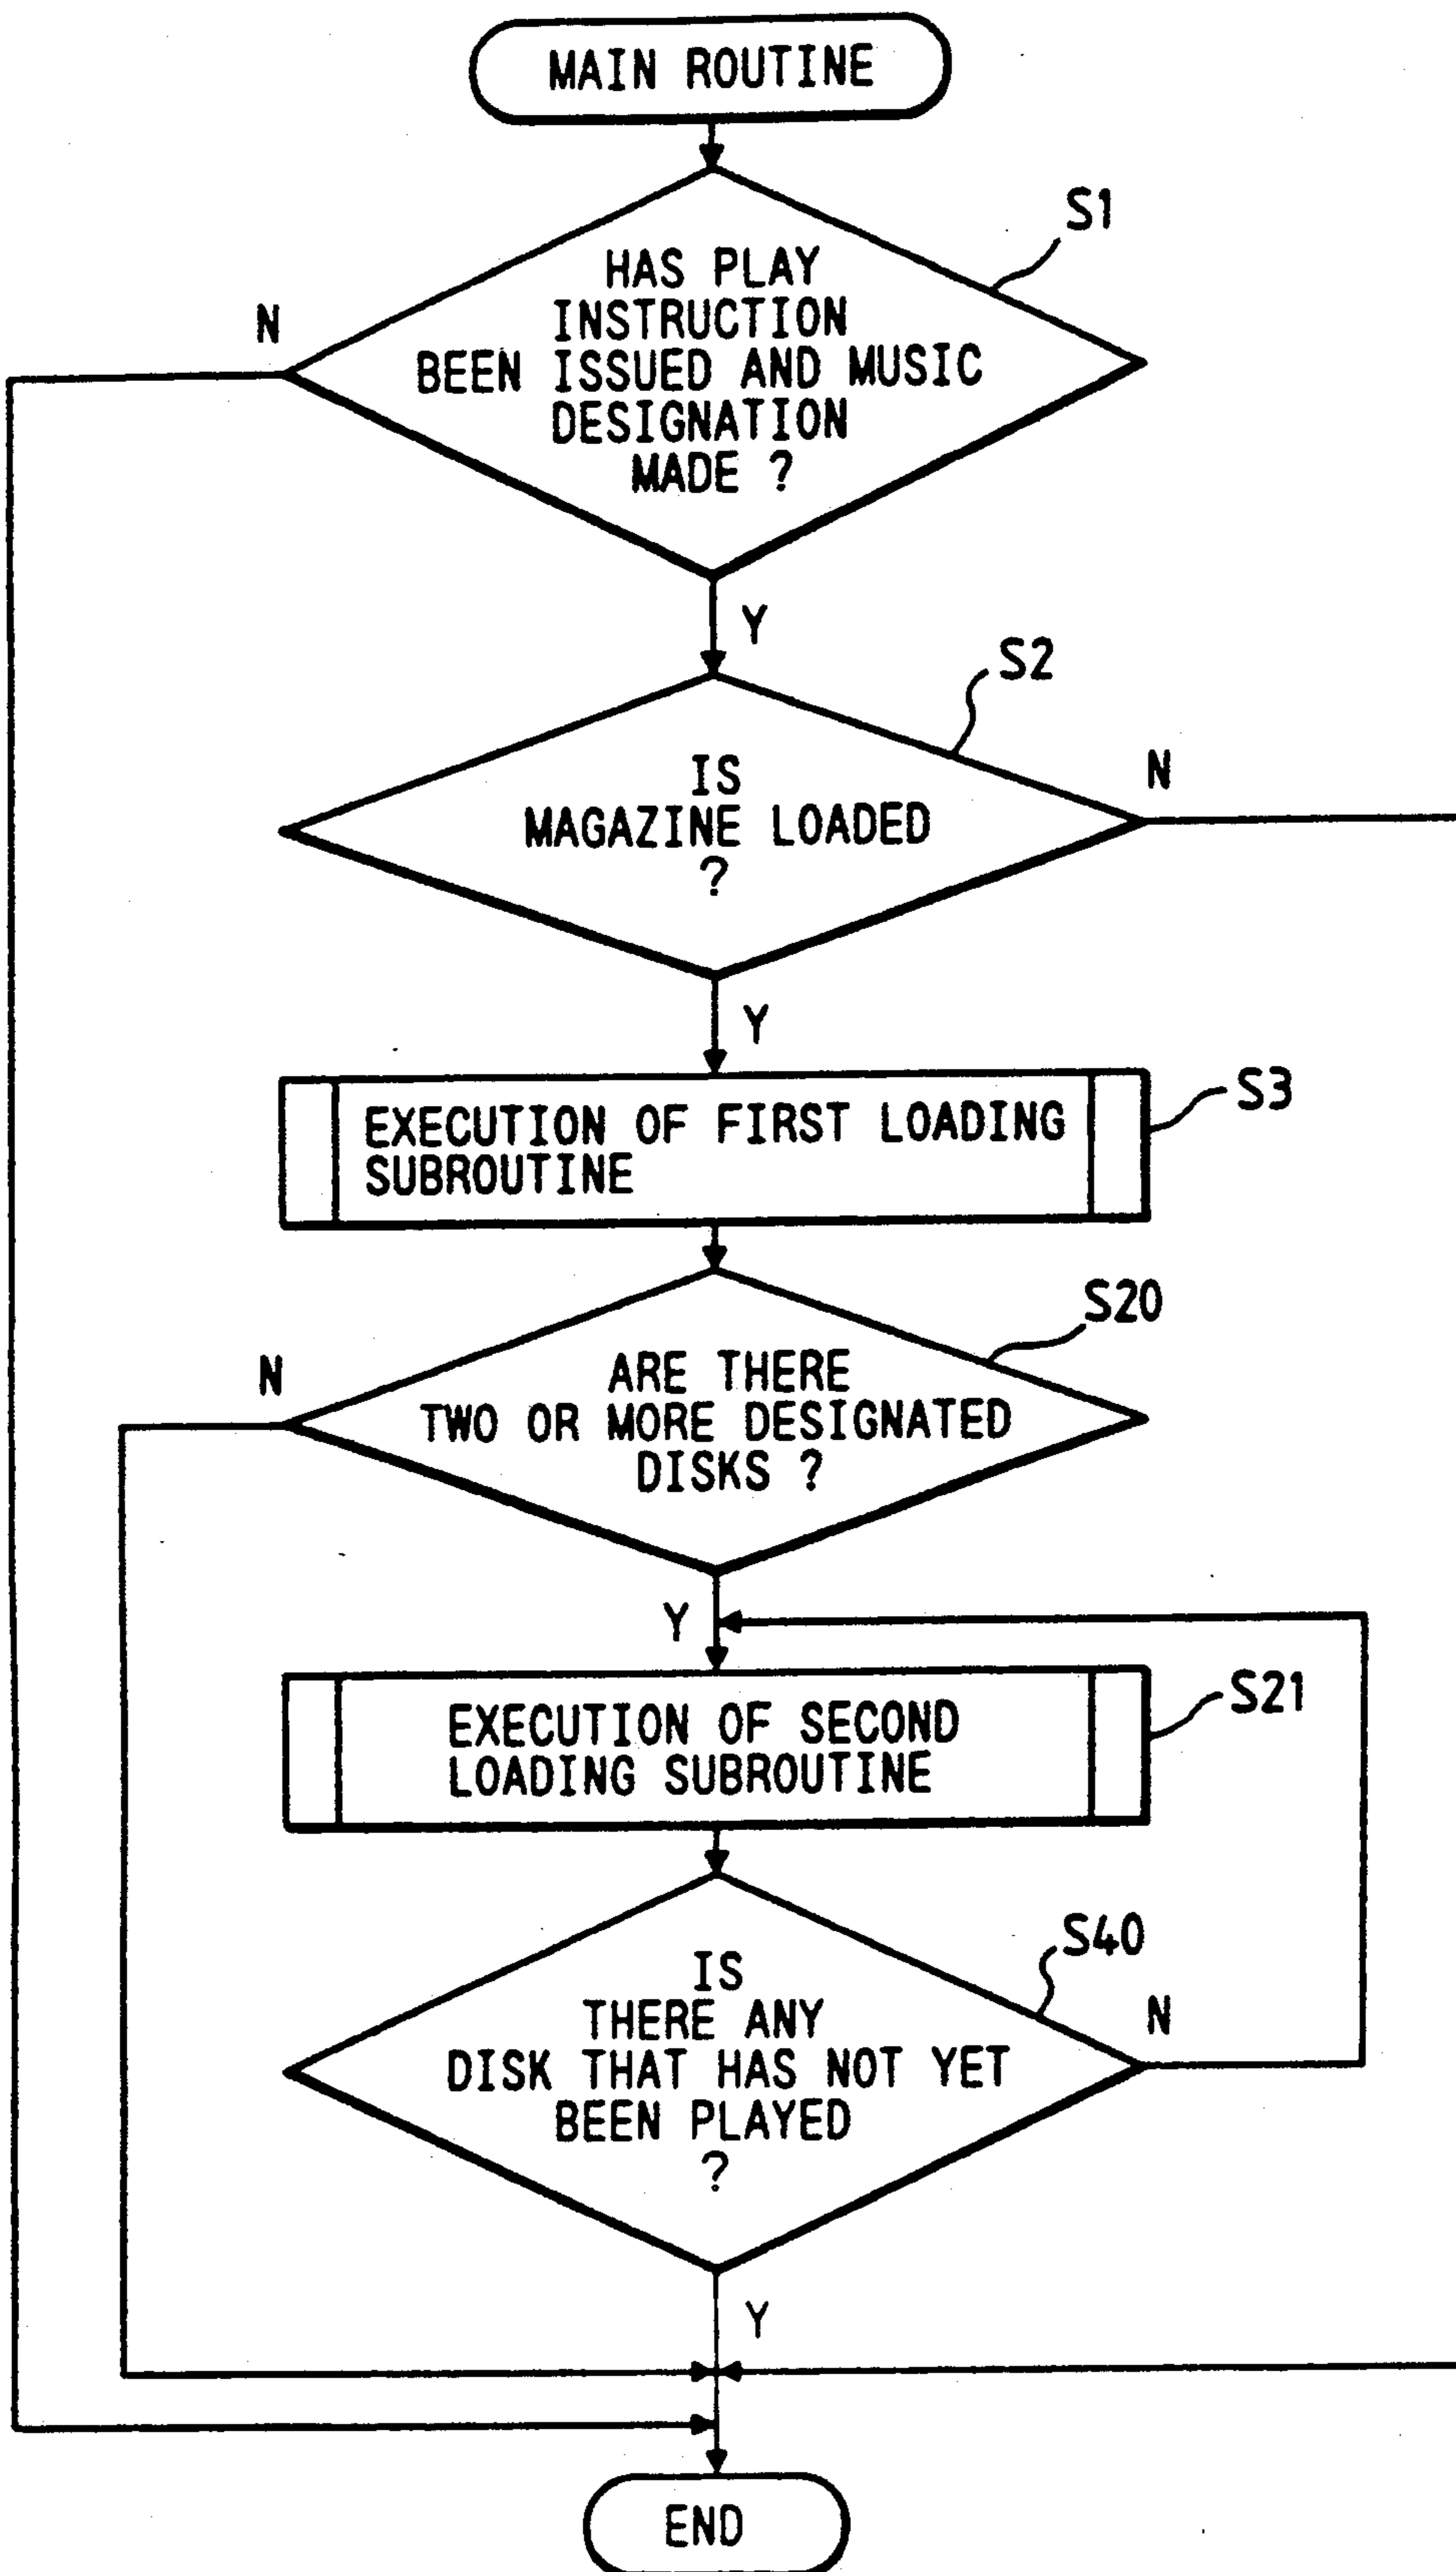 MAIN ROUTINE
S1
HAS PLAY
INSTRUCTION
BEEN ISSUED AND MUSIC
DESIGNATION
MADE ?
N
Y
S2
IS
MAGAZINE LOADED
?
N
Y
S3
EXECUTION OF FIRST LOADING
SUBROUTINE
S20
ARE THERE
TWO OR MORE DESIGNATED
DISKS ?
N
Y
S21
EXECUTION OF SECOND
LOADING SUBROUTINE
S40
IS
THERE ANY
DISK THAT HAS NOT YET
BEEN PLAYED
?
N
Y
END